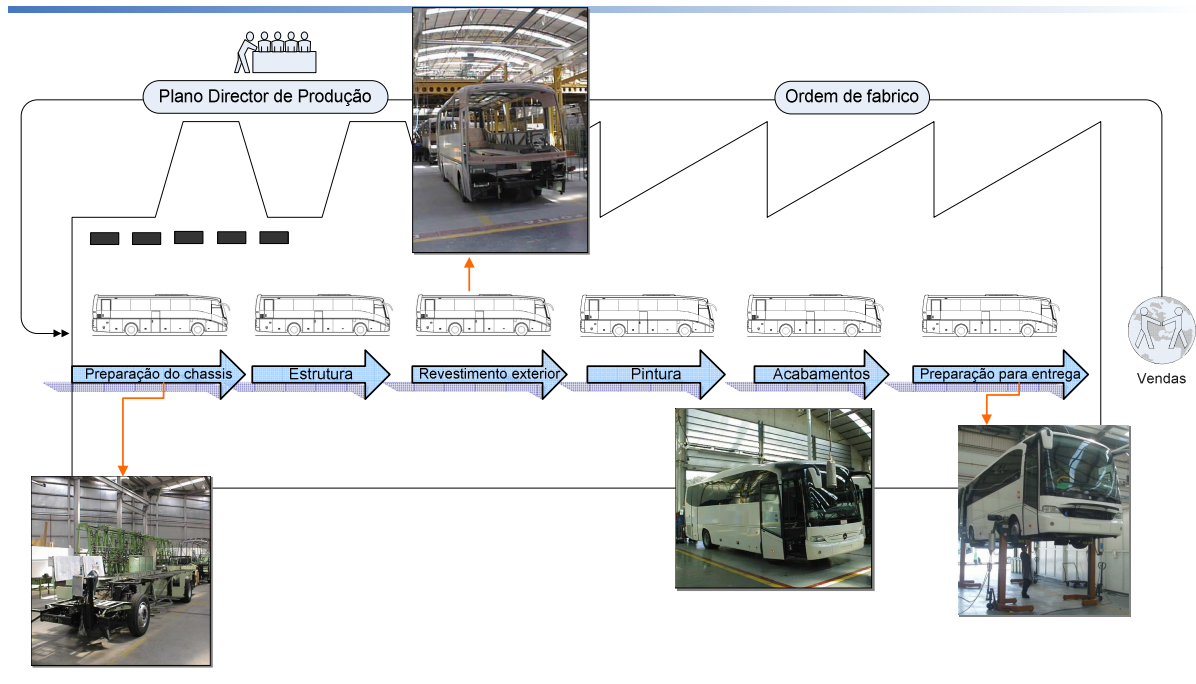 Plano Director de Produção
Ordem de fabrico
Preparação do chassis
Estrutura
Revestimento exterior
Pintura
Acabamentos
Preparação para entrega
Vendas